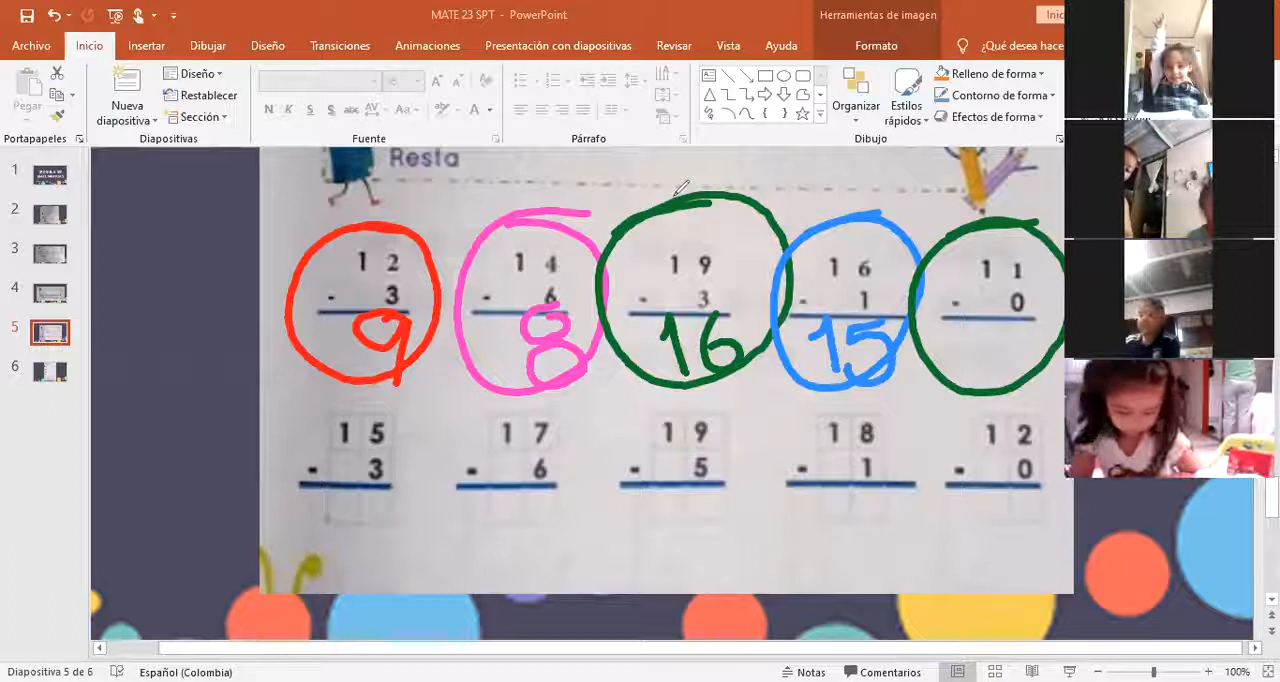 MATE 23 SPT - PowerPoint
Herramientas de imagen
Inic
Archivo Inicio Insertar Dibujar Diseño Transiciones Animaciones Presentación con diapositivas Revisar Vista Ayuda Formato ¿Qué desea hace
Pegar
Nueva diapositiva
Diseño
Restablecer
Sección
N K S S abc AV Aa A
Organizar
Estilos rápidos
Relleno de forma
Contorno de forma
Efectos de forma
Portapapeles Diapositivas Fuente Párrafo Dibujo
1
2
3
4
5
6
Resta
12 14 19 16 11
- 3 - 6 - 3 - 1 - 0
9 8 16 15
15 17 19 18 12
- 3 - 6 - 5 - 1 - 0
Diapositiva 5 de 6 Español (Colombia) Notas Comentarios 100%